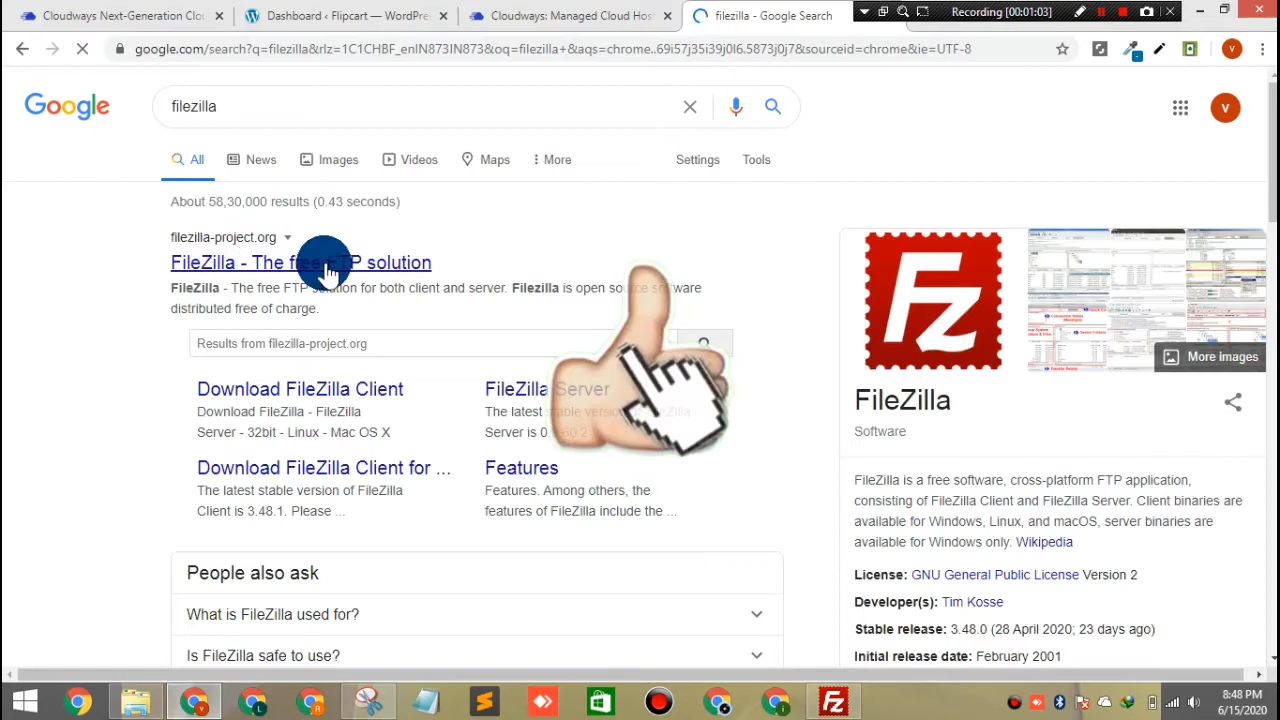 Cloudways Next-Generation Clo
Dashboard ‹ Flipcart — WordPr
Cloudways: Managed Cloud Host
filezilla - Google Search
Recording [00:01:03]
google.com/search?q=filezilla&rlz=1C1CHBF_enIN873IN873&oq=filezilla+&aqs=chrome..69i57j35i39j0l6.5873j0j7&sourceid=chrome&ie=UTF-8
V
Google
filezilla
V
All
News
Images
Videos
Maps
More
Settings
Tools
About 58,30,000 results (0.43 seconds)
filezilla-project.org
FileZilla - The free FTP solution
FileZilla - The free FTP solution for both client and server. Filezilla is open source software
distributed free of charge.
Results from filezilla-project
Download FileZilla Client
Download FileZilla - FileZilla
Server - 32bit - Linux - Mac OS X
FileZilla Server
The latest stable version of FileZilla
Server is 0.
Download FileZilla Client for ...
The latest stable version of FileZilla
Client is 3.48.1. Please ...
Features
Features. Among others, the
features of FileZilla include the ...
People also ask
What is FileZilla used for?
Is FileZilla safe to use?
Fz
More images
FileZilla
Software
FileZilla is a free software, cross-platform FTP application,
consisting of FileZilla Client and FileZilla Server. Client binaries are
available for Windows, Linux, and macOS, server binaries are
available for Windows only. Wikipedia
License: GNU General Public License Version 2
Developer(s): Tim Kosse
Stable release: 3.48.0 (28 April 2020; 23 days ago)
Initial release date: February 2001
8:48 PM
6/15/2020